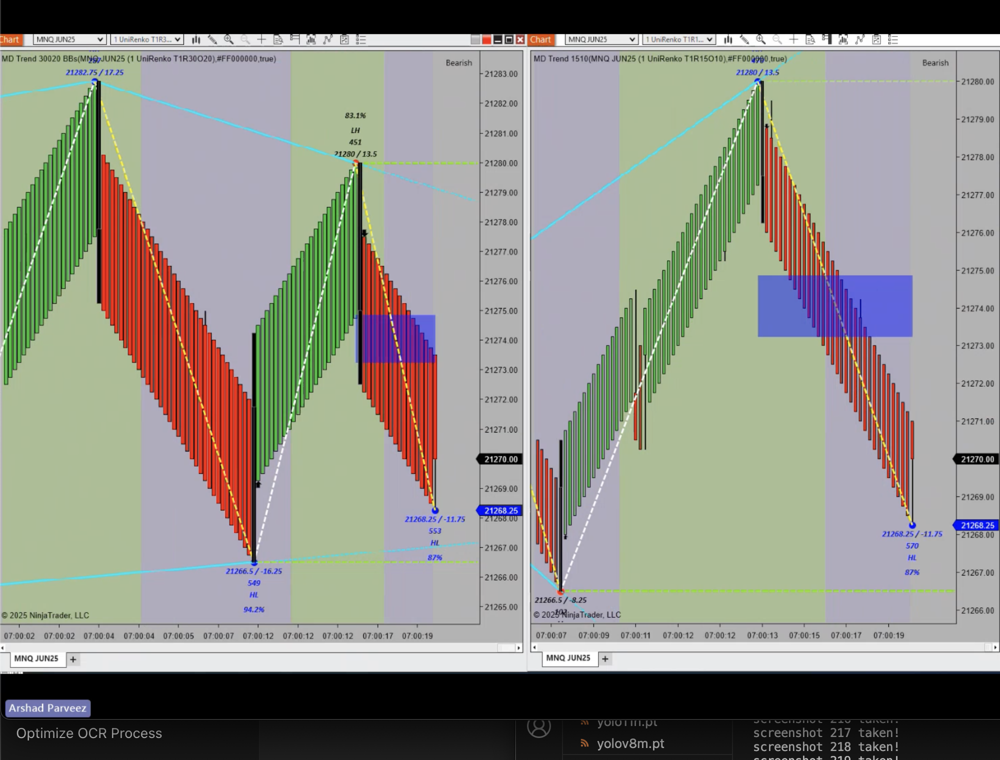 Chart
MNQ JUN25
1 UniRenko T1R3...
MD Trend 30020 BBs(MNQ JUN25 (1 UniRenko T1R30O20),#FF000000,true)
Bearish
21282.75 / 17.25
83.1%
LH
451
21280 / 13.5
21268.25 / -11.75
553
HL
87%
21266.5 / -16.25
549
HL
94.2%
21283.00
21282.00
21281.00
21280.00
21279.00
21278.00
21277.00
21276.00
21275.00
21274.00
21273.00
21272.00
21271.00
21270.00
21269.00
21268.25
21268.00
21267.00
21266.00
21265.00
© 2025 NinjaTrader, LLC
07:00:02 07:00:02 07:00:04 07:00:04 07:00:05 07:00:07 07:00:12 07:00:12 07:00:12 07:00:17 07:00:19
MNQ JUN25 +
Chart
MNQ JUN25
1 UniRenko T1R1...
MD Trend 1510(MNQ JUN25 (1 UniRenko T1R15O10),#FF000000,true)
Bearish
21280 / 13.5
21268.25 / -11.75
570
HL
87%
21266.5 / -8.25
21280.00
21279.00
21278.00
21277.00
21276.00
21275.00
21274.00
21273.00
21272.00
21271.00
21270.00
21269.00
21268.25
21268.00
21267.00
21266.00
© 2025 NinjaTrader, LLC
07:00:07 07:00:09 07:00:11 07:00:12 07:00:12 07:00:13 07:00:15 07:00:17 07:00:19
MNQ JUN25 +
Arshad Parveez
Optimize OCR Process
yolo11n.pt
yolov8m.pt
screenshot 216 taken!
screenshot 217 taken!
screenshot 218 taken!
screenshot 219 taken!